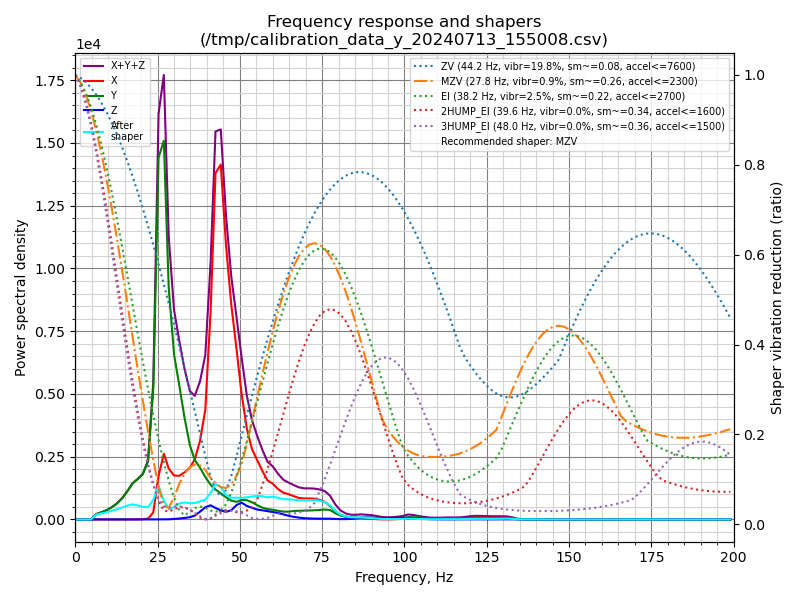 Frequency response and shapers
(/tmp/calibration_data_y_20240713_155008.csv)
1e4
X+Y+Z
X
Y
Z
After
shaper
ZV (44.2 Hz, vibr=19.8%, sm~=0.08, accel<=7600)
MZV (27.8 Hz, vibr=0.9%, sm~=0.26, accel<=2300)
EI (38.2 Hz, vibr=2.5%, sm~=0.22, accel<=2700)
2HUMP_EI (39.6 Hz, vibr=0.0%, sm~=0.34, accel<=1600)
3HUMP_EI (48.0 Hz, vibr=0.0%, sm~=0.36, accel<=1500)
Recommended shaper: MZV
Power spectral density
1.75
1.50
1.25
1.00
0.75
0.50
0.25
0.00
1.0
0.8
0.6
0.4
0.2
0.0
Shaper vibration reduction (ratio)
0 25 50 75 100 125 150 175 200
Frequency, Hz